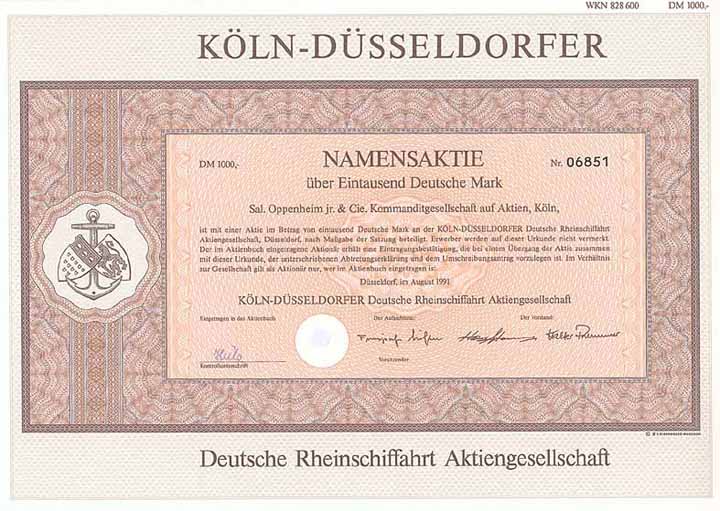 WKN 828 600 DM 1000,-
KÖLN-DÜSSELDORFER
DM 1000,- NAMENSAKTIE Nr. 06851
über Eintausend Deutsche Mark
Sal. Oppenheim jr. & Cie. Kommanditgesellschaft auf Aktien, Köln,
ist mit einer Aktie im Betrag von eintausend Deutsche Mark an der KÖLN-DÜSSELDORFER Deutsche Rheinschiffahrt
Aktiengesellschaft, Düsseldorf, nach Maßgabe der Satzung beteiligt. Erwerber werden auf dieser Urkunde nicht vermerkt.
Der im Aktienbuch eingetragene Aktionär erhält eine Eintragungsbestätigung, die bei einem Übergang der Aktie zusammen
mit dieser Urkunde, der unterschriebenen Abtretungserklärung und dem Umschreibungsantrag vorzulegen ist. Im Verhältnis
zur Gesellschaft gilt als Aktionär nur, wer im Aktienbuch eingetragen ist.
Düsseldorf, im August 1991
KÖLN-DÜSSELDORFER Deutsche Rheinschiffahrt Aktiengesellschaft
Eingetragen in das Aktienbuch Der Aufsichtsrat: Der Vorstand:
Kontrollunterschrift Vorsitzender
Deutsche Rheinschiffahrt Aktiengesellschaft